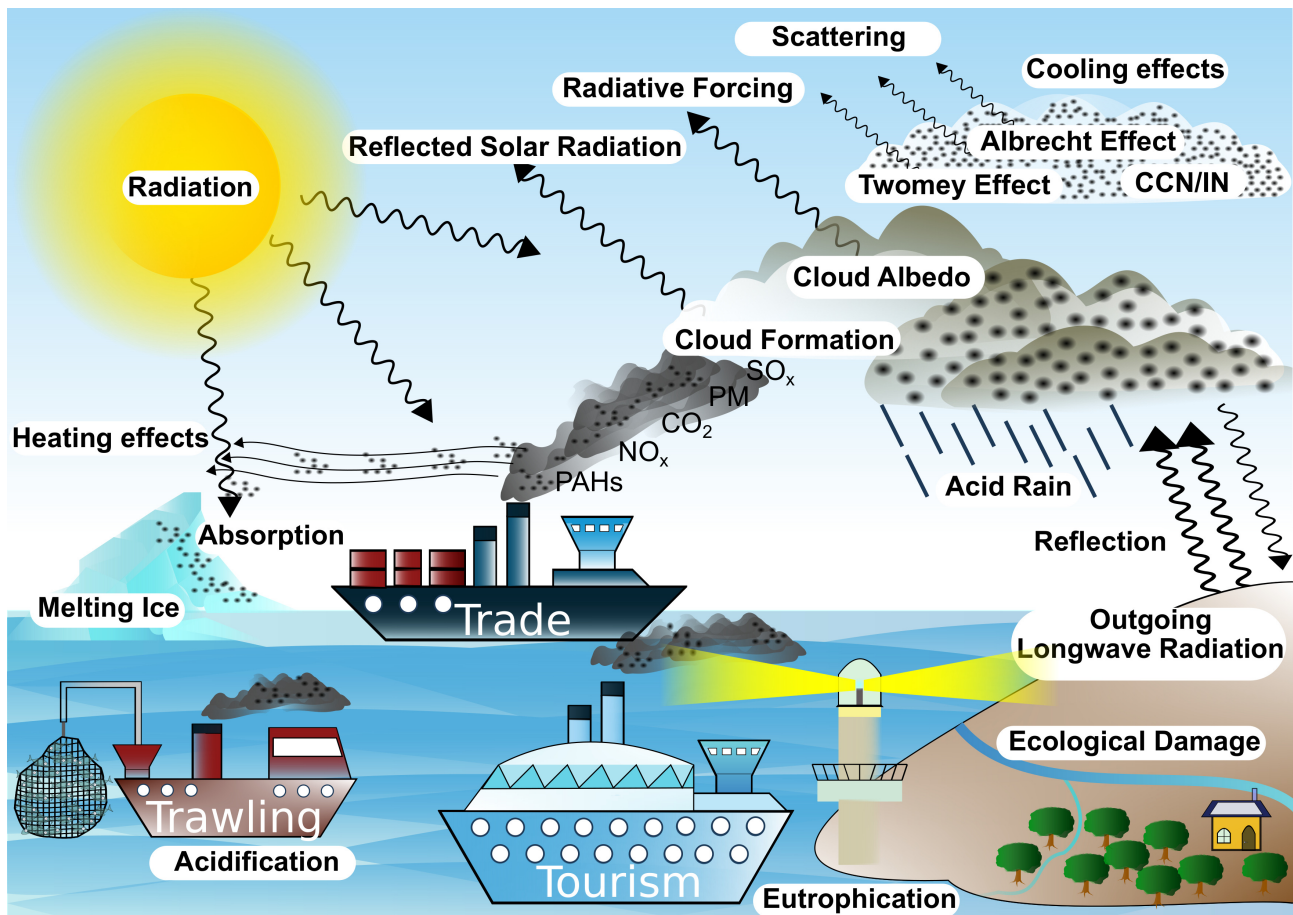 Scattering
Cooling effects
Radiative Forcing
Albrecht Effect
Reflected Solar Radiation
Radiation
Twomey Effect
CCN/IN
Cloud Albedo
Cloud Formation
SOₓ
PM
CO₂
NOₓ
PAHs
Heating effects
Acid Rain
Absorption
Reflection
Melting Ice
Trade
Outgoing
Longwave Radiation
Ecological Damage
Trawling
Acidification
Tourism
Eutrophication